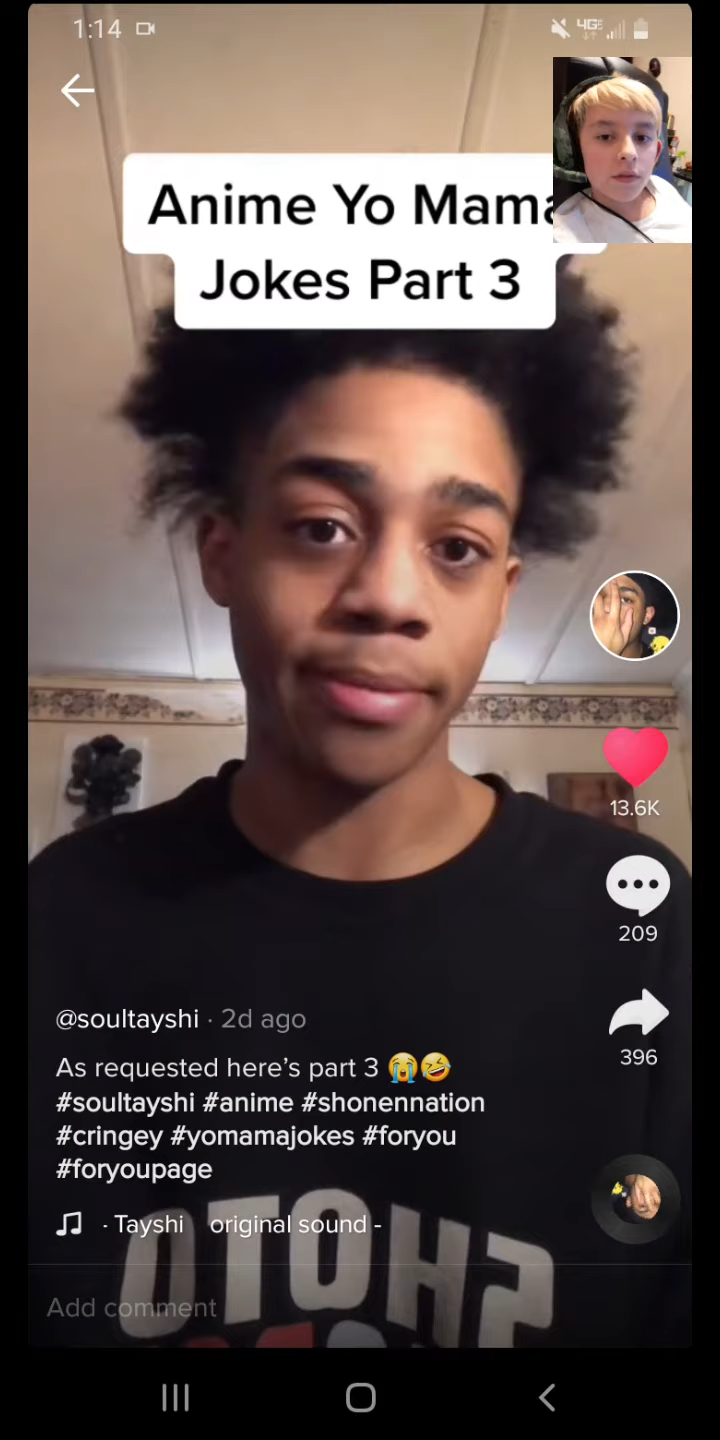 1:14
4GE
Anime Yo Mama
Jokes Part 3
13.6K
209
396
@soultayshi · 2d ago
As requested here's part 3 😭🤣
#soultayshi #anime #shonennation
#cringey #yomamajokes #foryou
#foryoupage
· Tayshi original sound -
Add comment